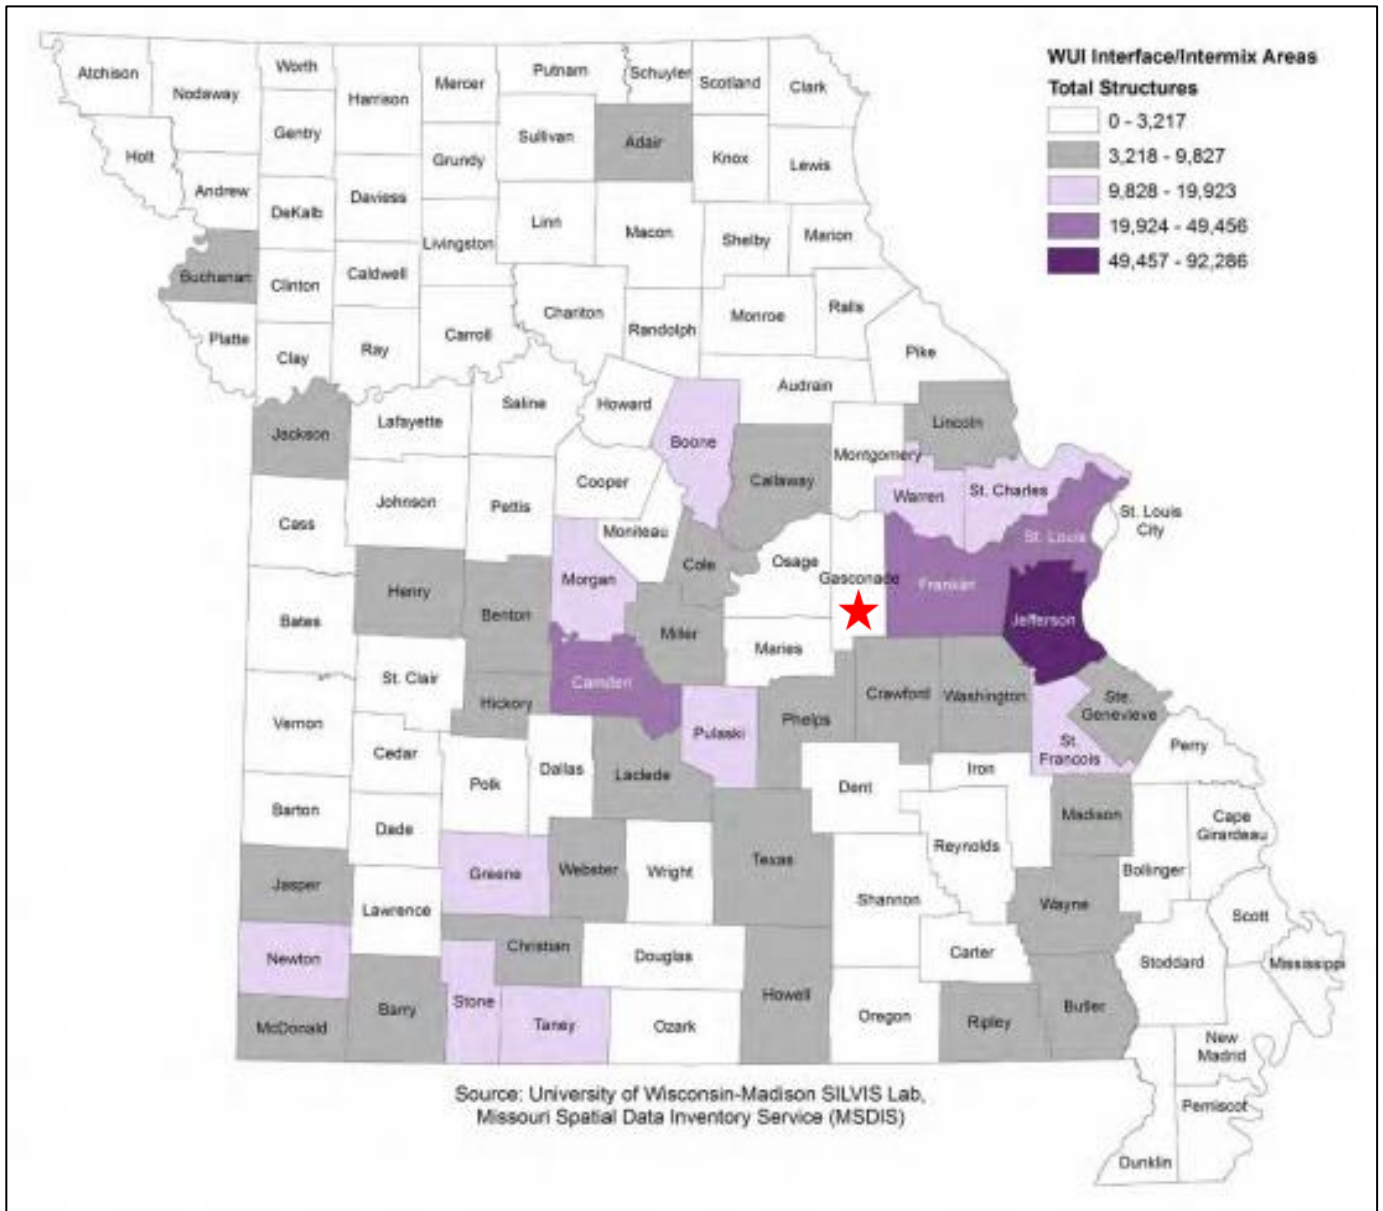 WUI Interface/Intermix Areas
Total Structures
0 - 3,217
3,218 - 9,827
9,828 - 19,923
19,924 - 49,456
49,457 - 92,286
Atchison
Nodaway
Worth
Harrison
Mercer
Putnam
Schuyler
Scotland
Clark
Gentry
Sullivan
Adair
Knox
Lewis
Holt
Andrew
DeKalb
Daviess
Grundy
Livingston
Linn
Macon
Shelby
Marion
Buchanan
Clinton
Caldwell
Chariton
Randolph
Monroe
Ralls
Platte
Clay
Ray
Carroll
Pike
Audrain
Jackson
Lafayette
Saline
Howard
Boone
Callaway
Montgomery
Lincoln
Cooper
Warren
St. Charles
Cass
Johnson
Pettis
Moniteau
Cole
Osage
Gasconade
Franklin
St. Louis
St. Louis
City
Henry
Benton
Morgan
Miller
Maries
Jefferson
Bates
St. Clair
Hickory
Camden
Pulaski
Phelps
Crawford
Washington
Ste.
Genevieve
St.
Francois
Perry
Vernon
Cedar
Polk
Dallas
Laclede
Dent
Iron
Barton
Dade
Greene
Webster
Wright
Texas
Shannon
Reynolds
Madison
Bollinger
Cape
Girardeau
Jasper
Lawrence
Christian
Douglas
Wayne
Carter
Scott
Stoddard
Mississippi
Newton
McDonald
Barry
Stone
Taney
Ozark
Howell
Oregon
Ripley
Butler
New
Madrid
Pemiscot
Dunklin
Source: University of Wisconsin-Madison SILVIS Lab,
Missouri Spatial Data Inventory Service (MSDIS)